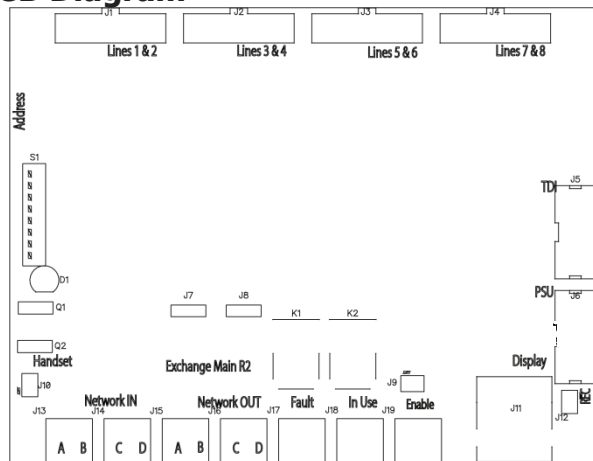 J1 J2 J3 J4
Lines 1 & 2 Lines 3 & 4 Lines 5 & 6 Lines 7 & 8
Address
S1
TDI J5
D1
PSU J6
Q1 J7 J8
K1 K2
Q2
Handset Exchange Main R2 Display
J10 J9
Network IN Network OUT Fault In Use Enable J11 J12 REC
J13 J14 J15 J16 J17 J18 J19
A B C D A B C D